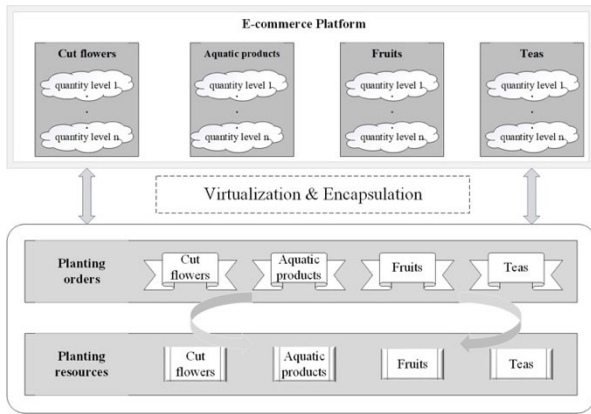 E-commerce Platform
Cut flowers
Aquatic products
Fruits
Teas
quantity level 1
quantity level 1
quantity level 1
quantity level 1
quantity level n
quantity level n
quantity level n
quantity level n
Virtualization & Encapsulation
Planting
orders
Cut
flowers
Aquatic
products
Fruits
Teas
Planting
resources
Cut
flowers
Aquatic
products
Fruits
Teas